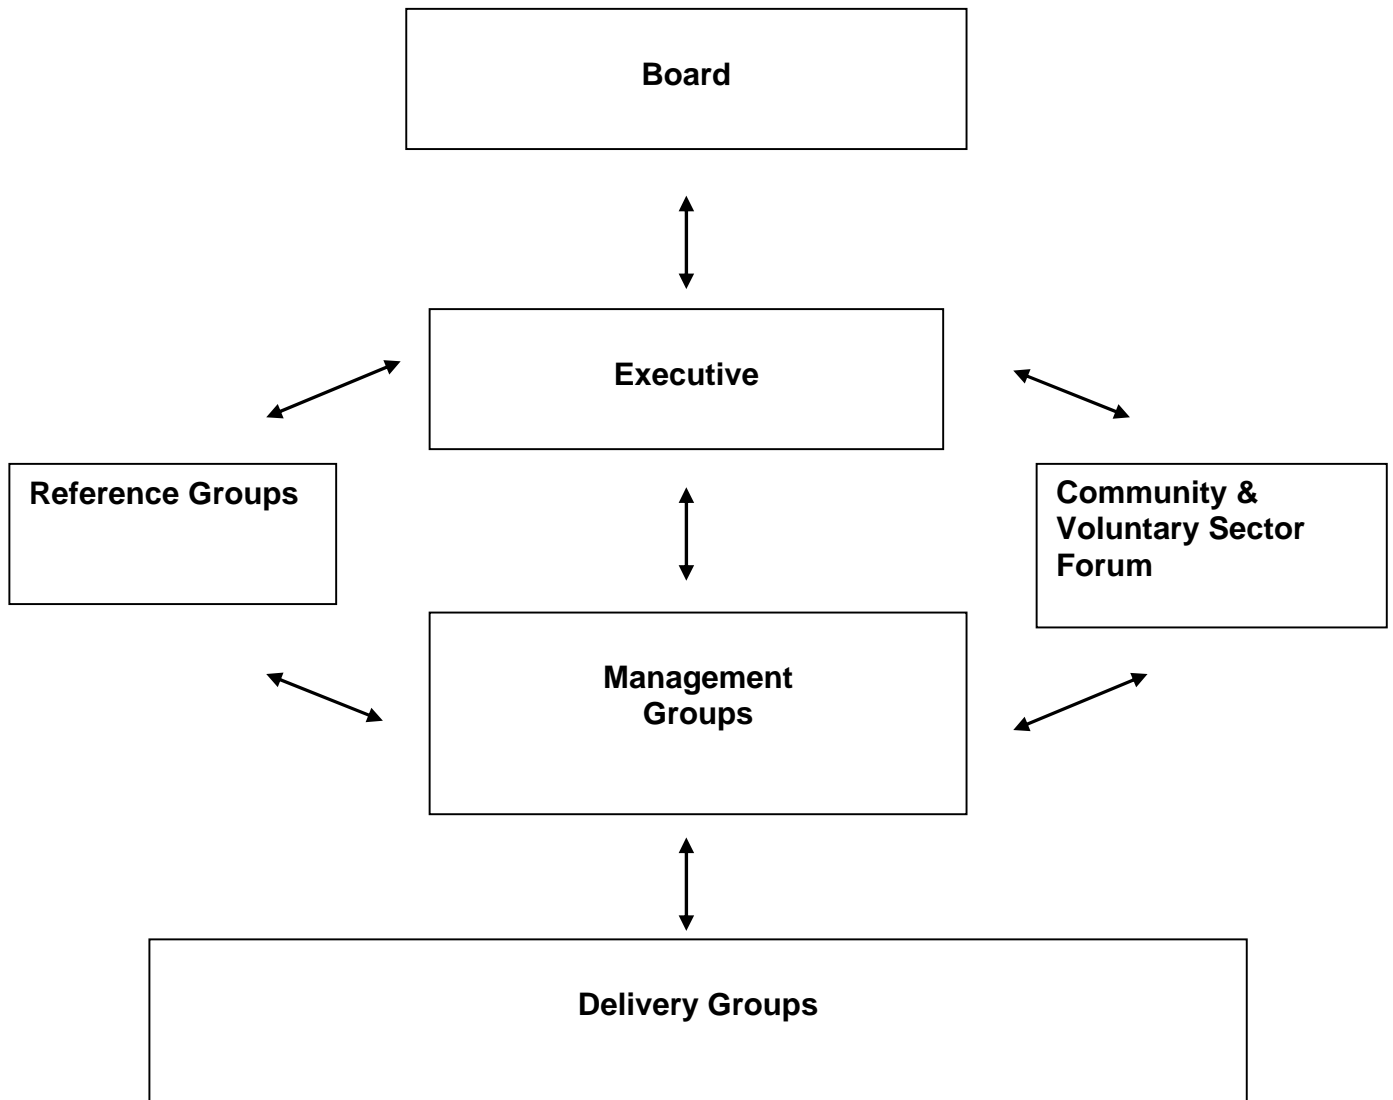 Board
Executive
Reference Groups
Community &
Voluntary Sector
Forum
Management
Groups
Delivery Groups